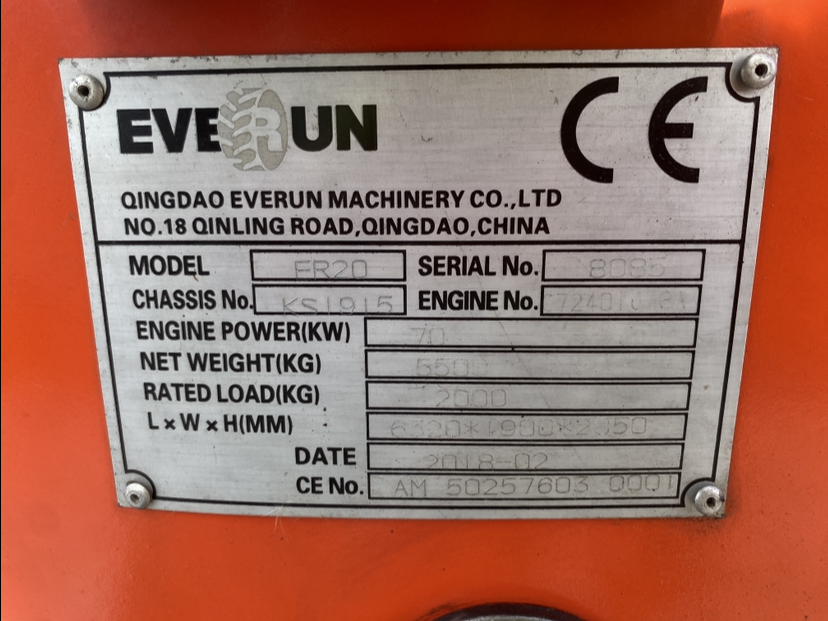 EVERUN
CE
QINGDAO EVERUN MACHINERY CO.,LTD
NO.18 QINLING ROAD,QINGDAO,CHINA
MODEL ER20 SERIAL No. 8085
CHASSIS No. KS1915 ENGINE No.
ENGINE POWER(KW) 70
NET WEIGHT(KG) 5500
RATED LOAD(KG) 2000
L×W×H(MM)
DATE 2018-02
CE No. AM 50257603 0001